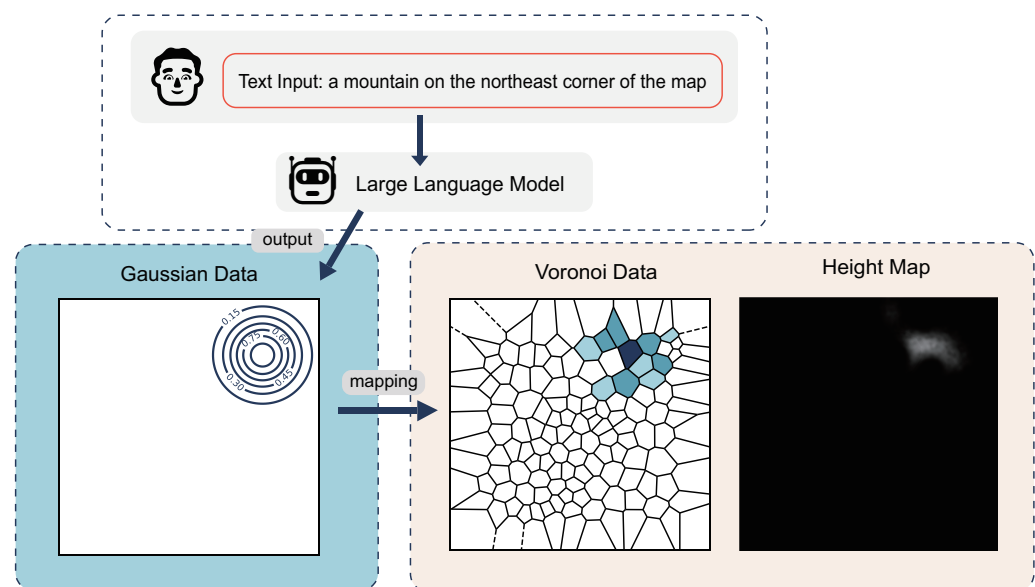 Text Input: a mountain on the northeast corner of the map
Large Language Model
output
Gaussian Data
Voronoi Data
Height Map
0.15
0.60
0.75
0.30
0.45
mapping